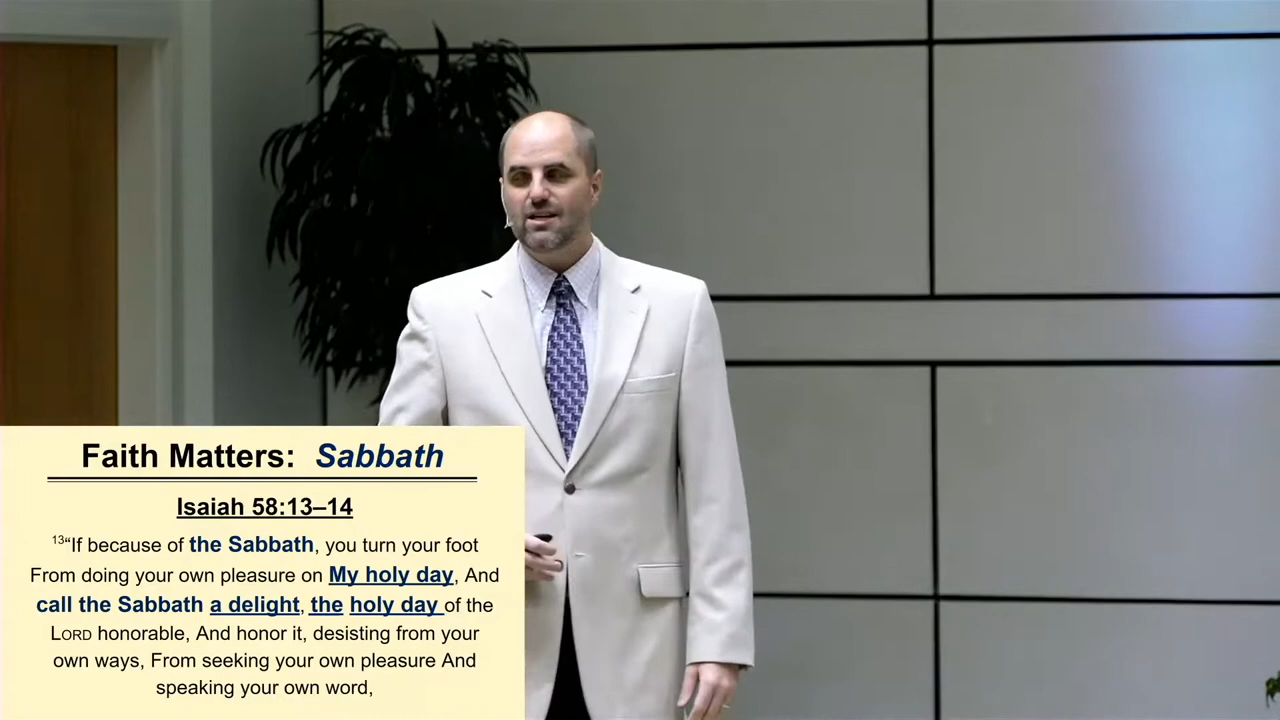 Faith Matters: Sabbath
Isaiah 58:13–14
13“If because of the Sabbath, you turn your foot
From doing your own pleasure on My holy day, And
call the Sabbath a delight, the holy day of the
LORD honorable, And honor it, desisting from your
own ways, From seeking your own pleasure And
speaking your own word,